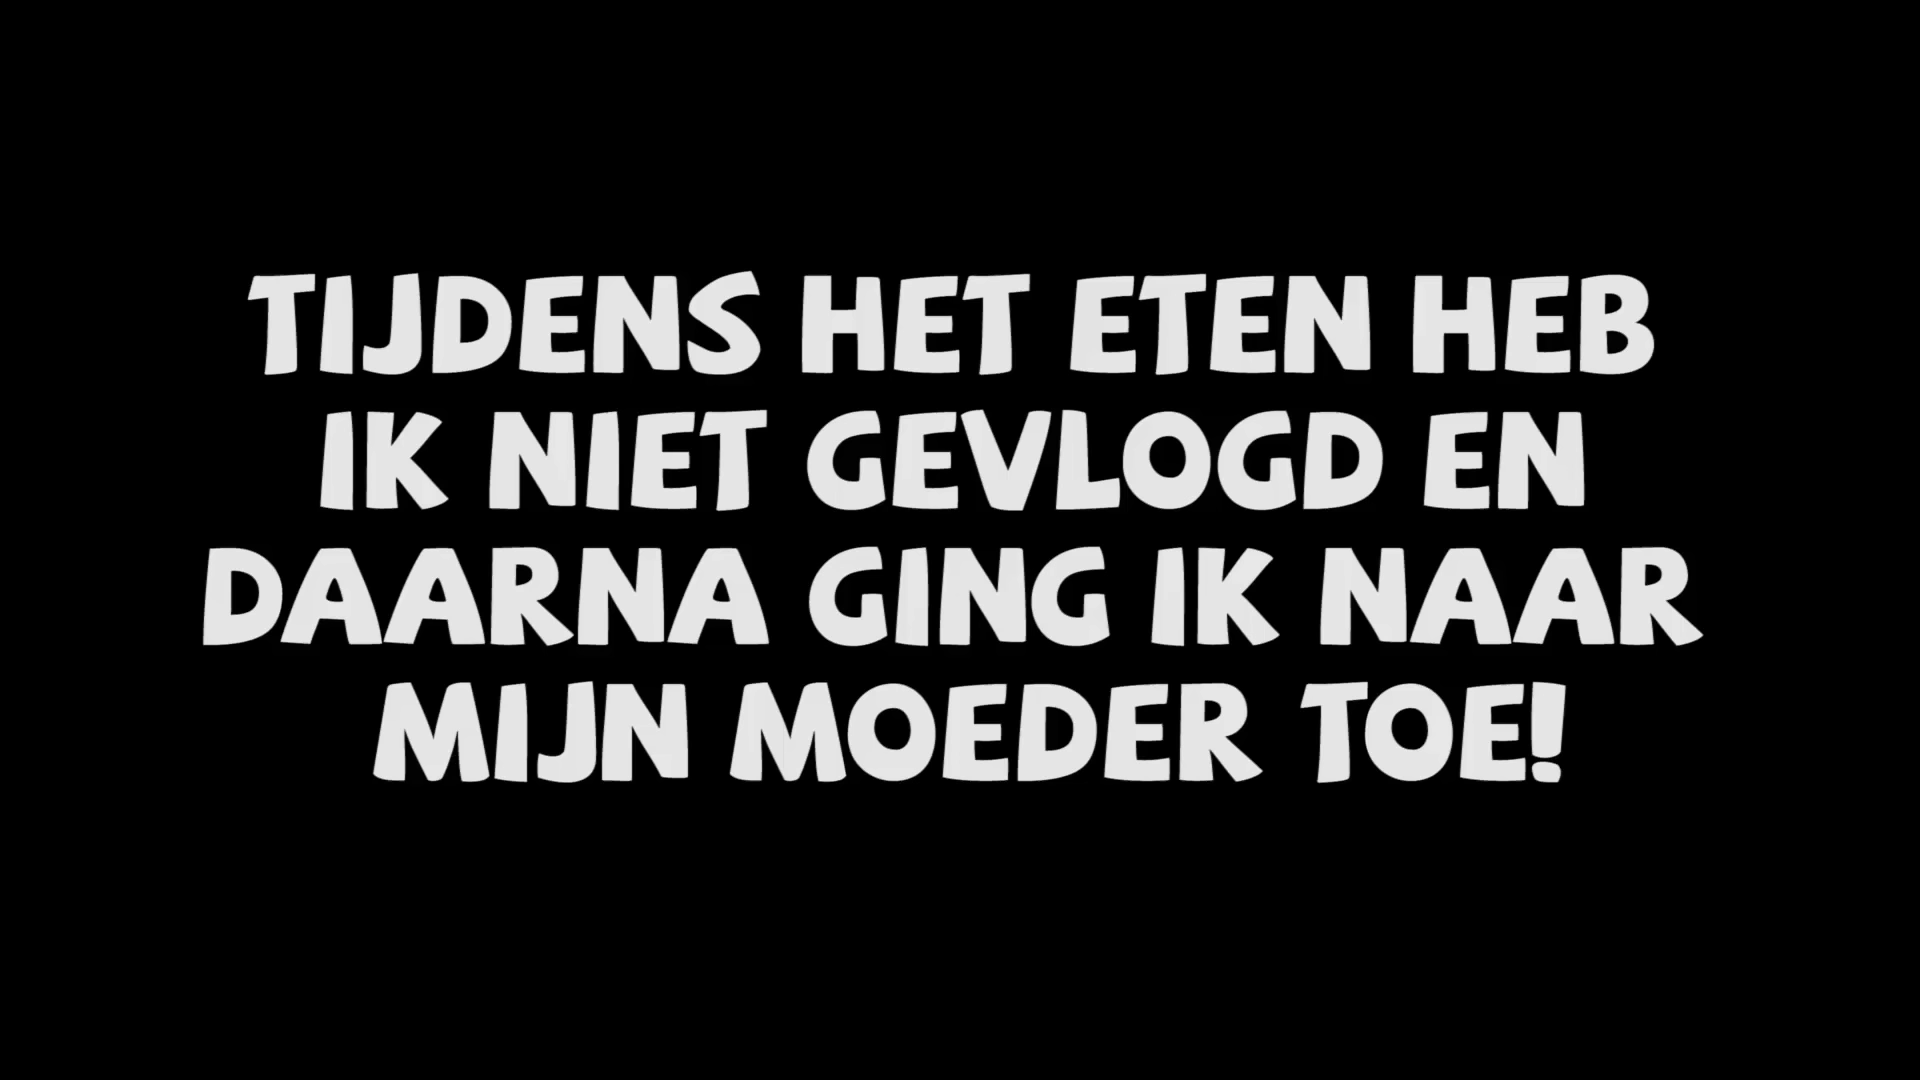 TIJDENS HET ETEN HEB
IK NIET GEVLOGD EN
DAARNA GING IK NAAR
MIJN MOEDER TOE!